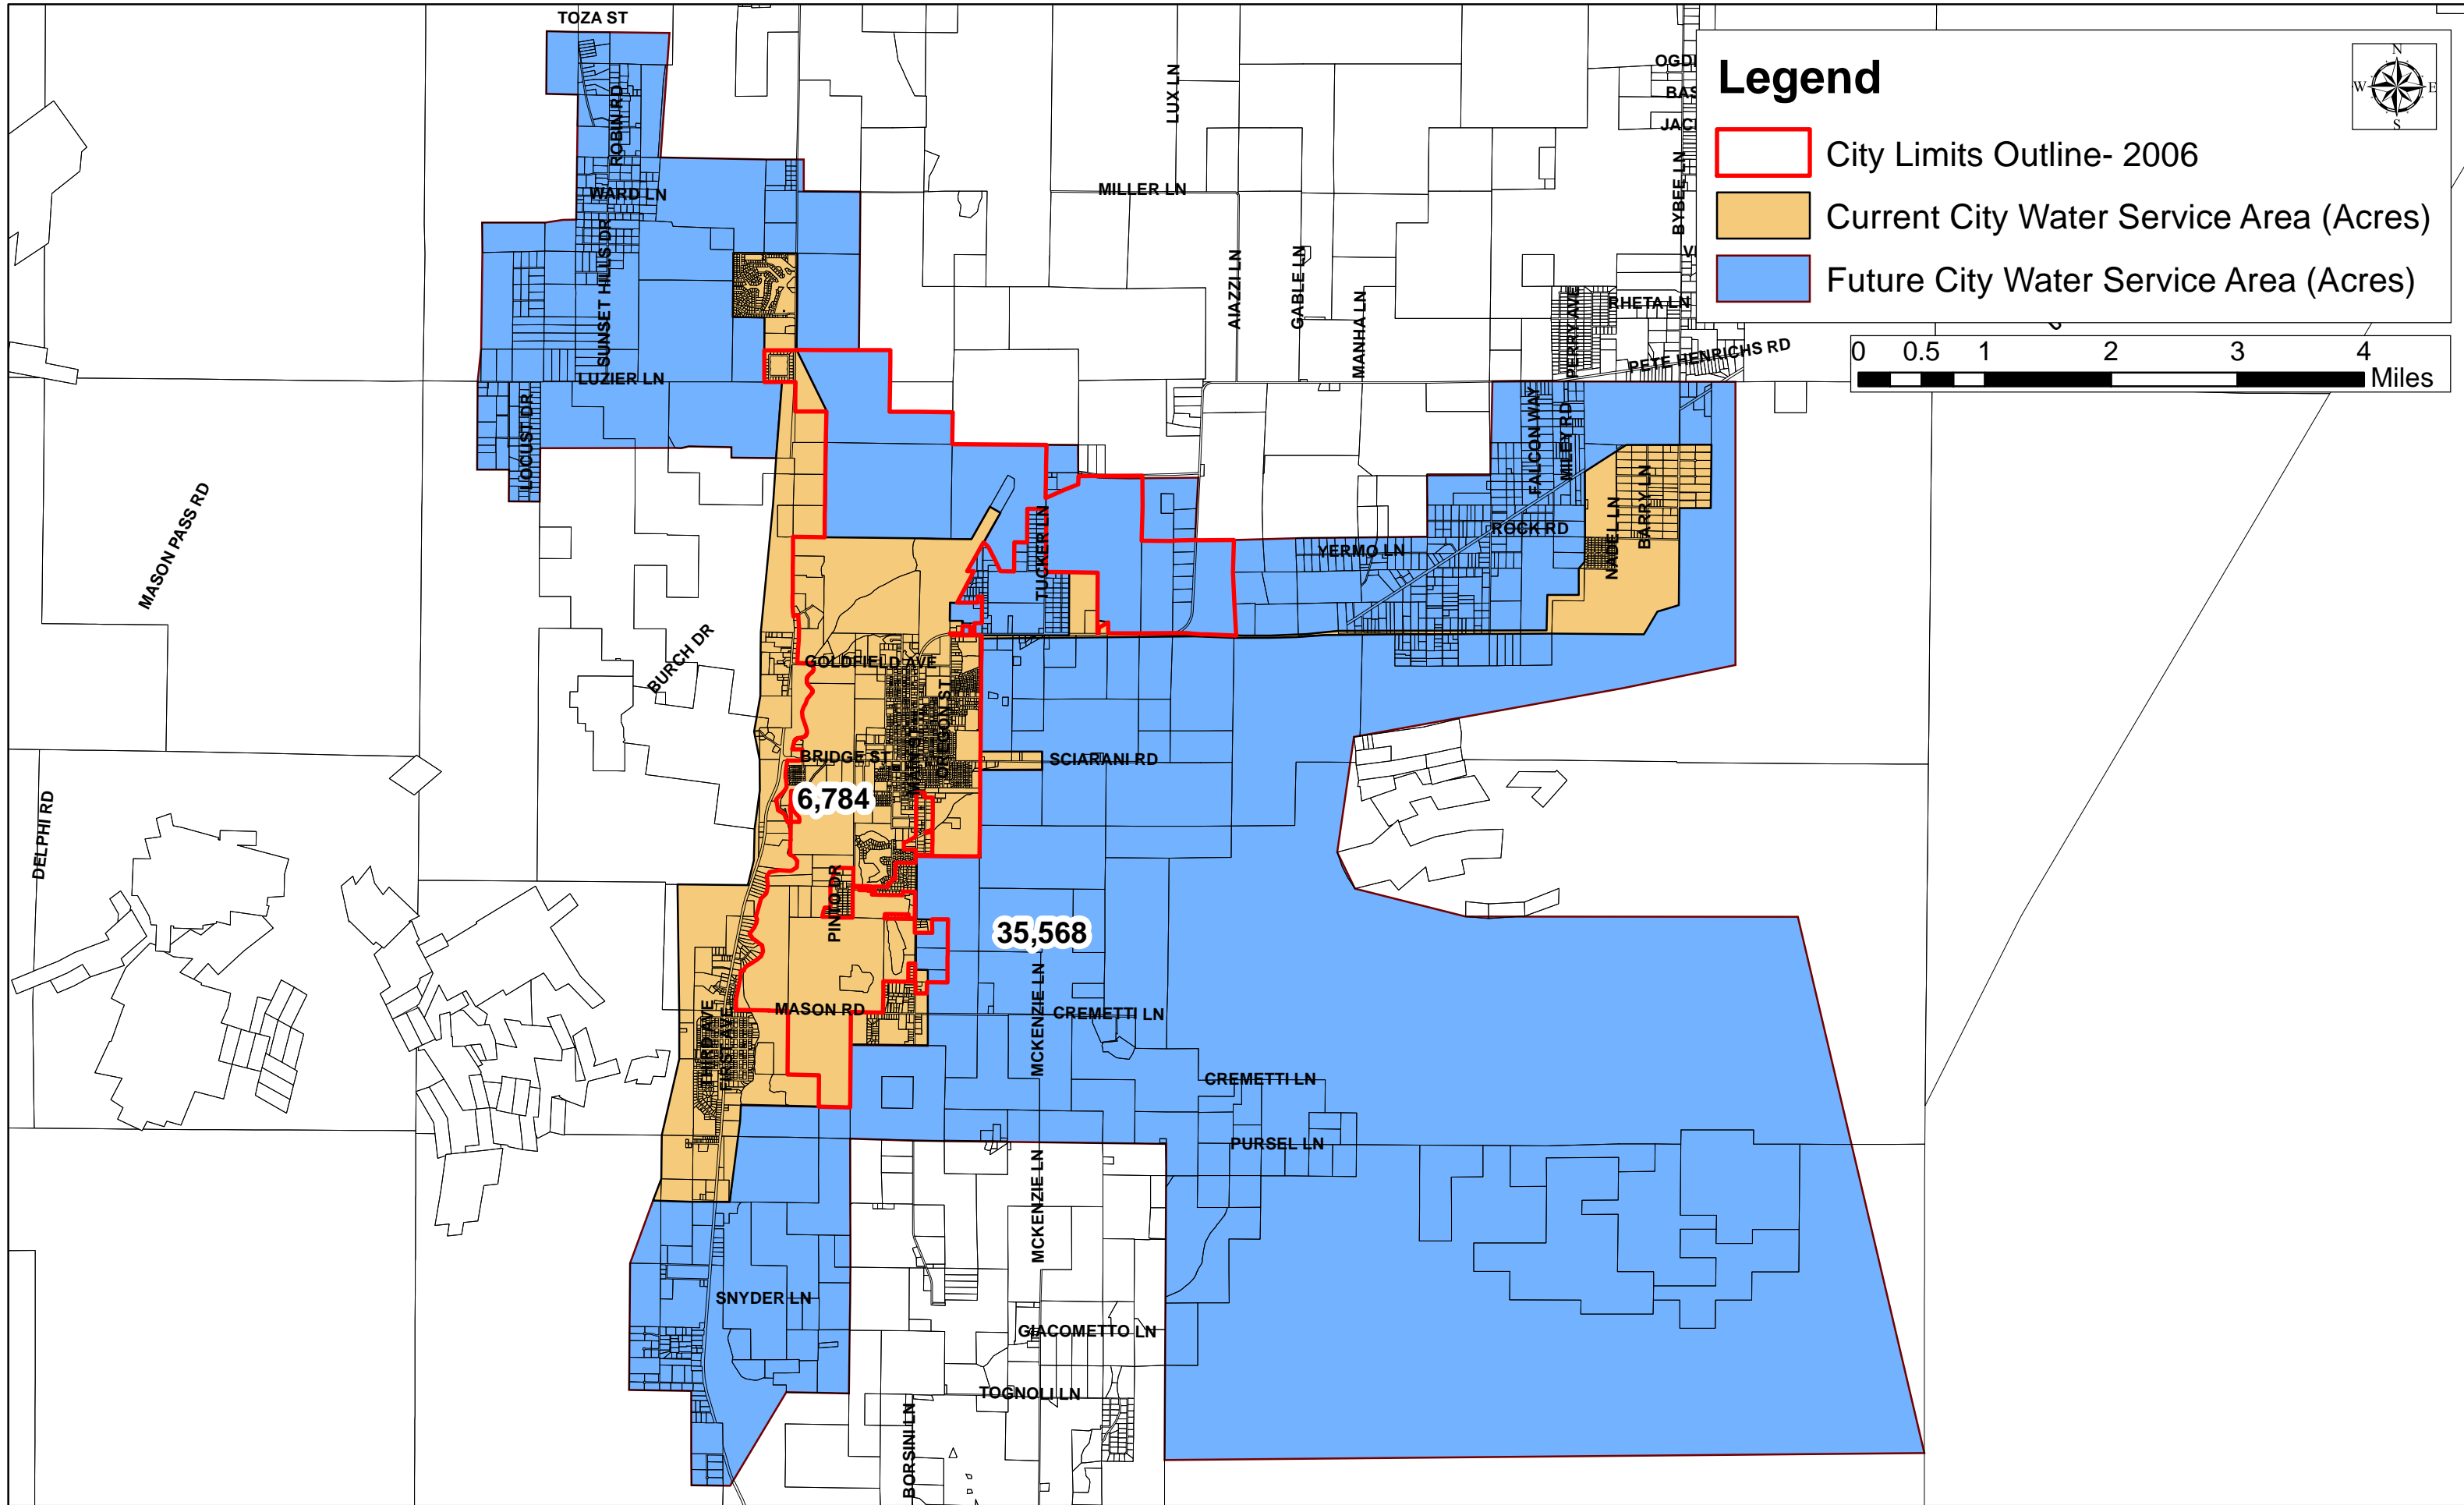 TOZA ST
Legend
N
W
E
S
City Limits Outline- 2006
Current City Water Service Area (Acres)
Future City Water Service Area (Acres)
0 0.5 1 2 3 4
Miles
LUX LN
ROBIN RD
WARD LN
MILLER LN
BYBEE LN
SUNSET HILLS DR
AIAZZI LN
GABLE LN
MANHA LN
PERRY AVE
RHETA LN
PETE HENRICHS RD
LUZIER LN
LOCUST DR
FALCON WAY
MILEY RD
BARRY LN
NADEL LN
ROCK RD
YERMO LN
TUCKER LN
MASON PASS RD
BURCH DR
GOLDFIELD AVE
OREGON ST
MAIN ST
BRIDGE ST
SCIARANI RD
6,784
DELPHI RD
PINTO DR
35,568
MASON RD
THIRD AVE
FIRST AVE
MCKENZIE LN
CREMETTI LN
CREMETTI LN
PURSEL LN
MCKENZIE LN
SNYDER LN
GIACOMETTO LN
TOGNOLI LN
BORSINI LN